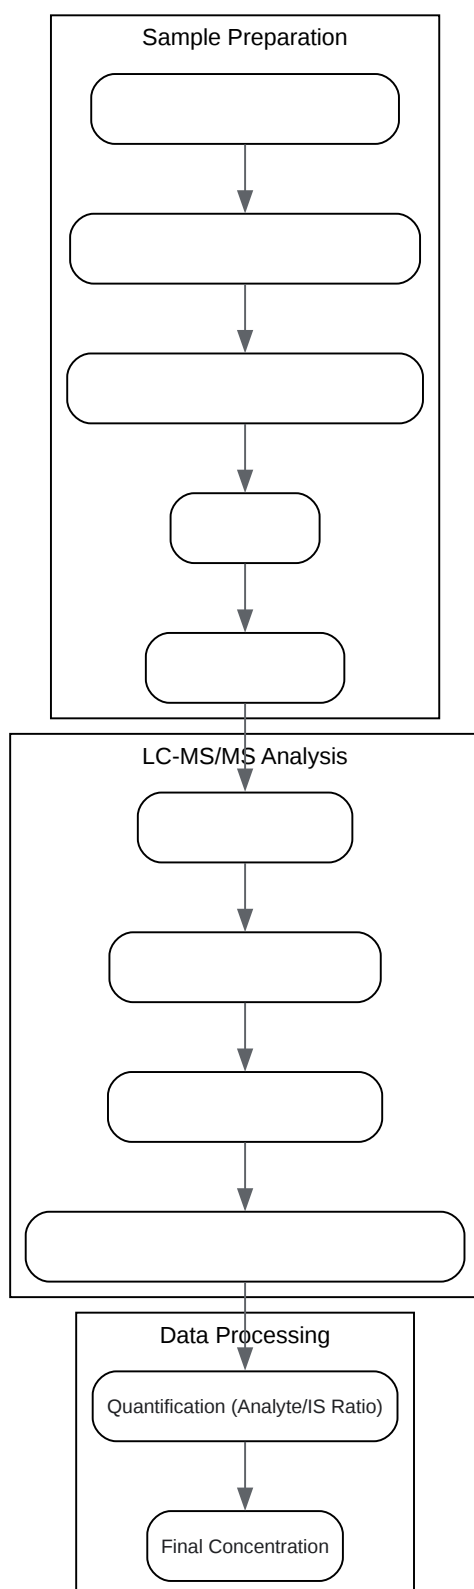 Sample Preparation
LC-MS/MS Analysis
Data Processing
Quantification (Analyte/IS Ratio)
Final Concentration